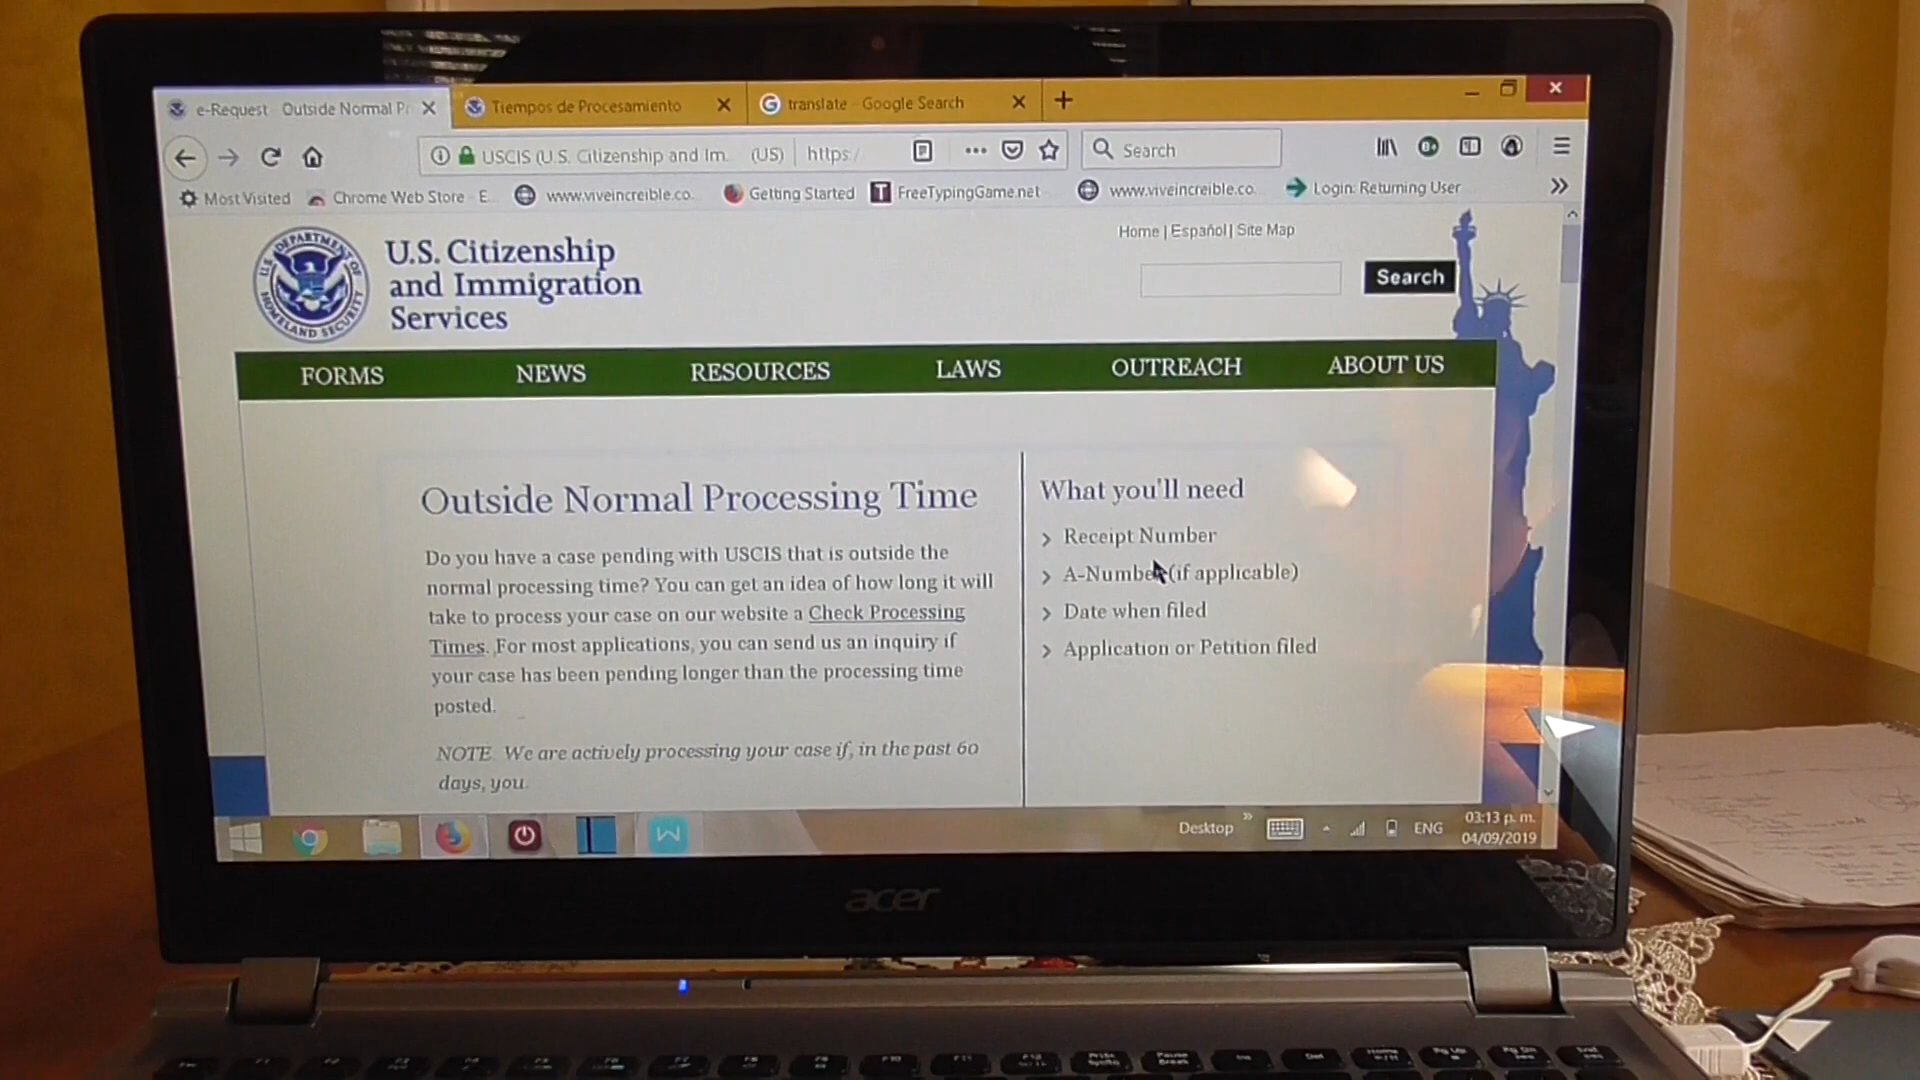 e-Request Outside Normal Pr
Tiempos de Procesamiento
translate - Google Search
USCIS (U.S. Citizenship and Im... (US)
https:/
Search
Most Visited
Chrome Web Store - E...
www.viveincreible.co...
Getting Started
FreeTypingGame.net
www.viveincreible.co...
Login: Returning User
U.S. DEPARTMENT OF HOMELAND SECURITY
U.S. Citizenship
and Immigration
Services
Home | Español | Site Map
Search
FORMS
NEWS
RESOURCES
LAWS
OUTREACH
ABOUT US
Outside Normal Processing Time
Do you have a case pending with USCIS that is outside the
normal processing time? You can get an idea of how long it will
take to process your case on our website a Check Processing
Times. For most applications, you can send us an inquiry if
your case has been pending longer than the processing time
posted.
NOTE. We are actively processing your case if, in the past 60
days, you
What you'll need
Receipt Number
A-Number (if applicable)
Date when filed
Application or Petition filed
Desktop
ENG
03:13 p. m.
04/09/2019
acer